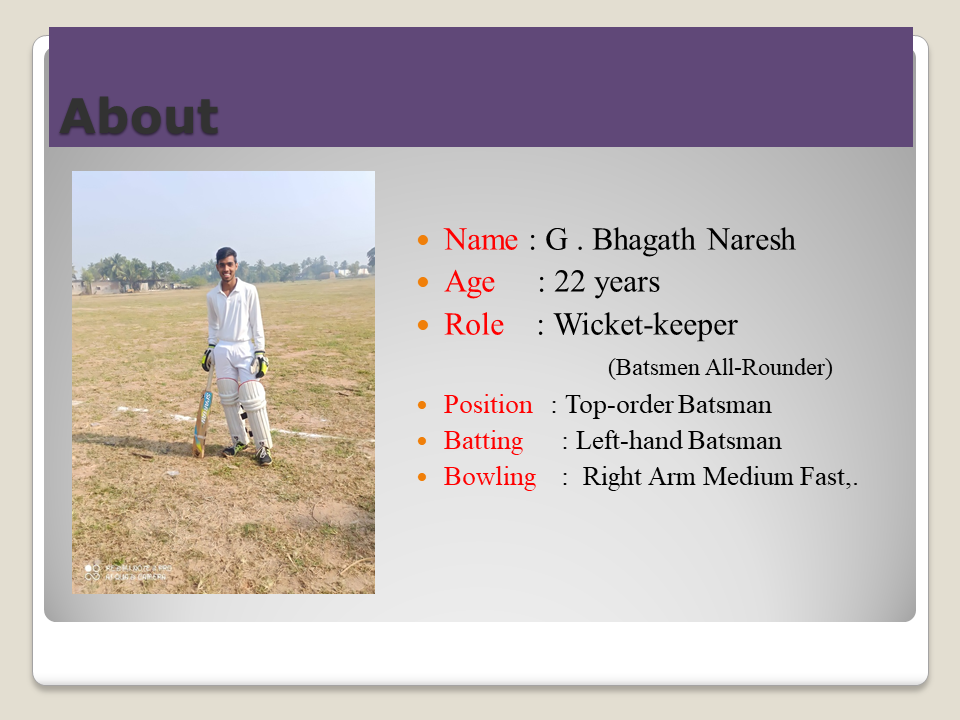 About
Name : G . Bhagath Naresh
Age : 22 years
Role : Wicket-keeper
(Batsmen All-Rounder)
Position : Top-order Batsman
Batting : Left-hand Batsman
Bowling : Right Arm Medium Fast,.